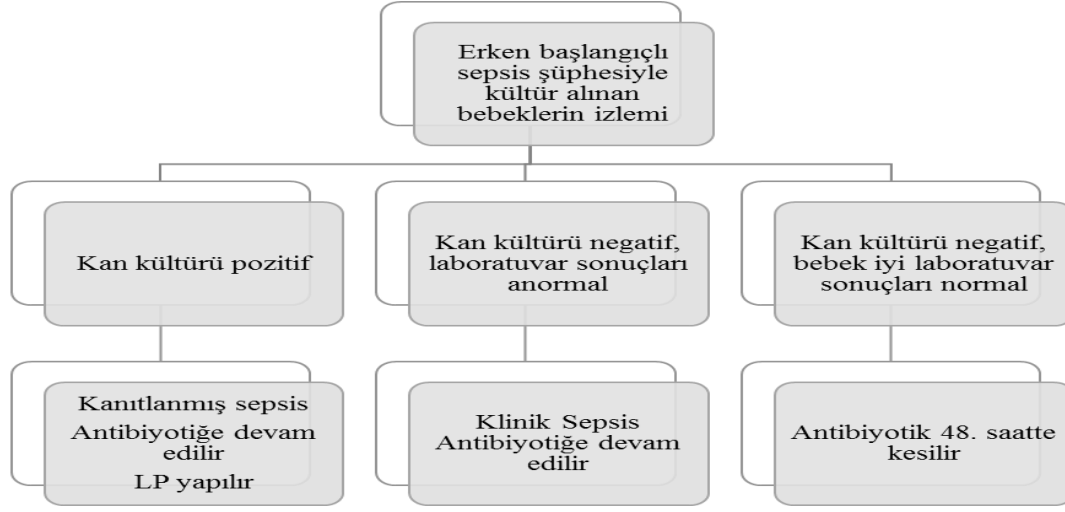 Erken başlangıçlı
sepsis şüphesiyle
kültür alınan
bebeklerin izlemi
Kan kültürü pozitif
Kan kültürü negatif,
laboratuvar sonuçları
anormal
Kan kültürü negatif,
bebek iyi laboratuvar
sonuçları normal
Kanıtlanmış sepsis
Antibiyotiğe devam
edilir
LP yapılır
Klinik Sepsis
Antibiyotiğe devam
edilir
Antibiyotik 48. saatte
kesilir